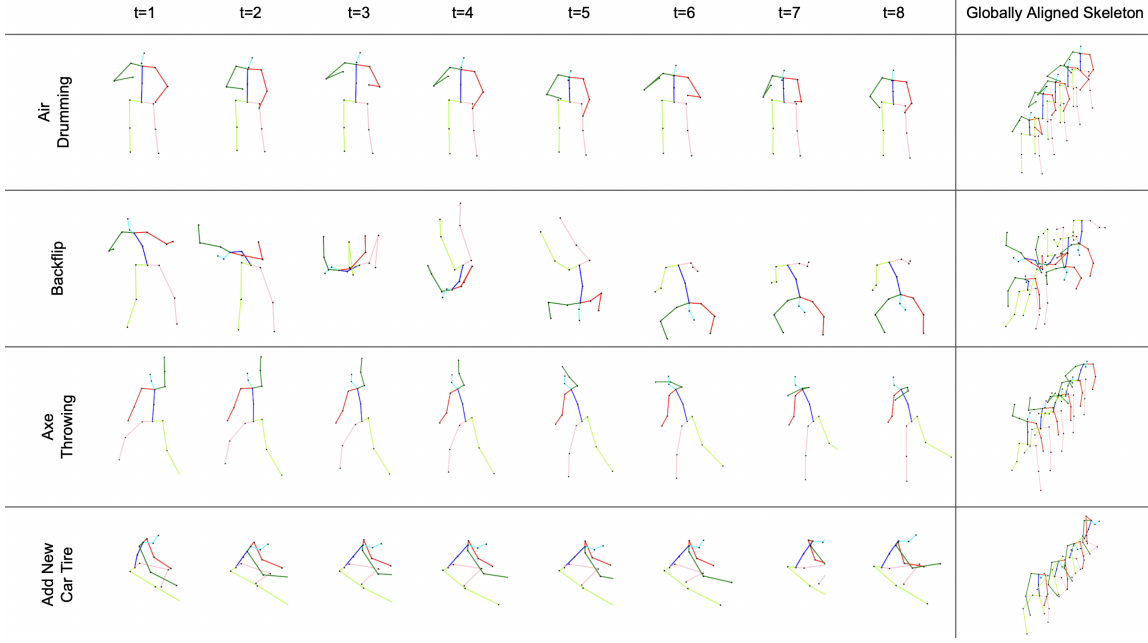 t=1 t=2 t=3 t=4 t=5 t=6 t=7 t=8 Globally Aligned Skeleton
Air
Drumming
Backflip
Axe
Throwing
Add New
Car Tire